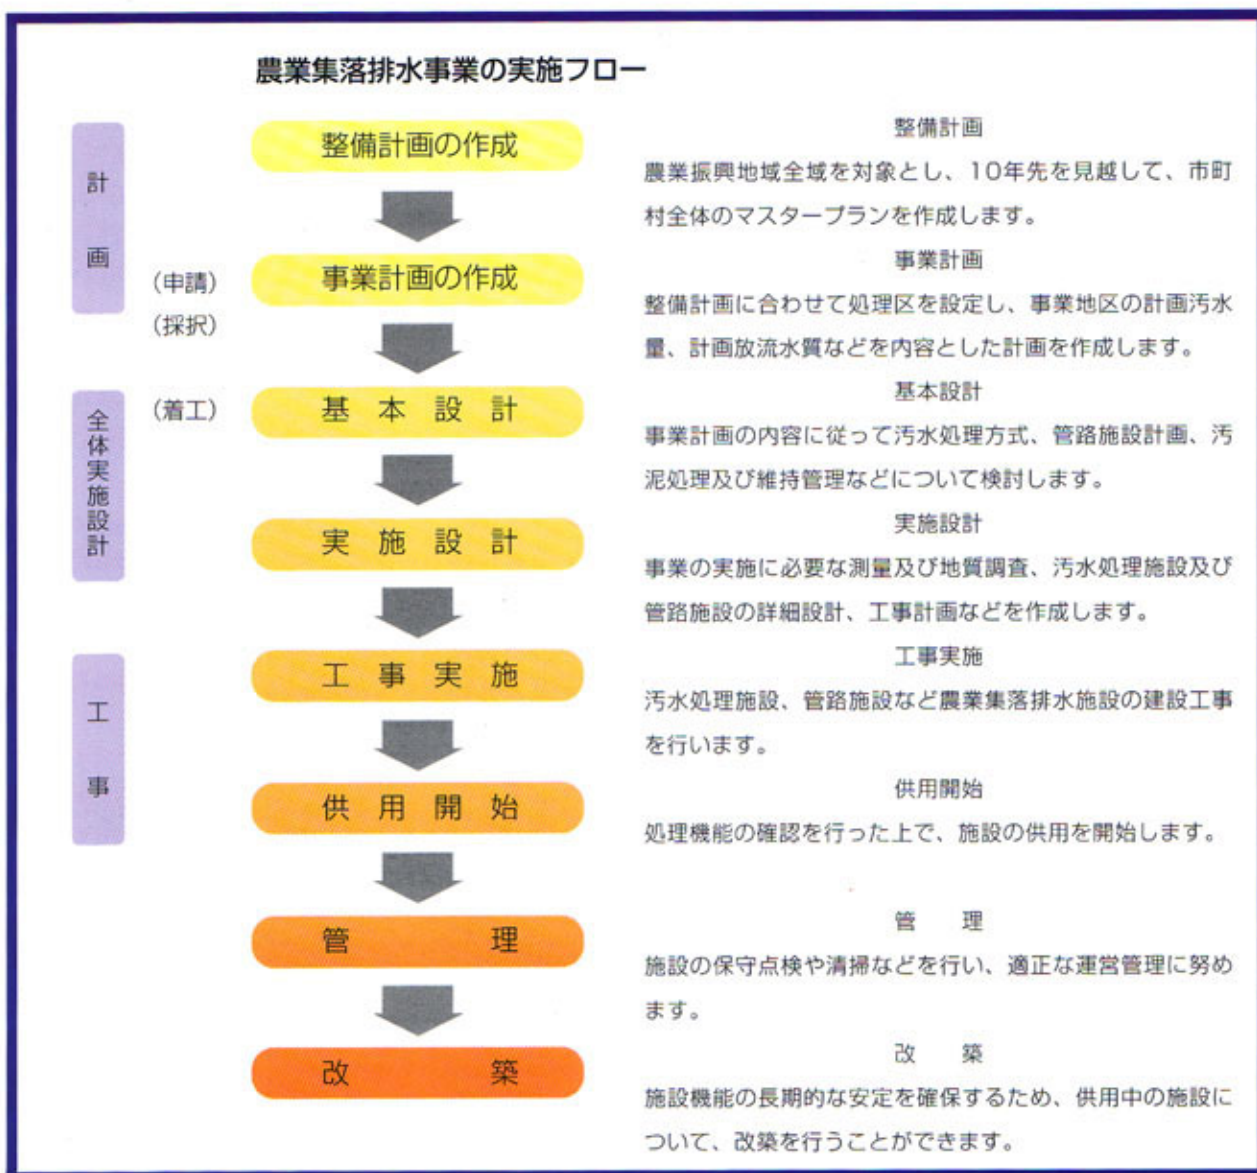 農業集落排水事業の実施フロー
計画
整備計画の作成
整備計画
農業振興地域全域を対象とし、10年先を見越して、市町
村全体のマスタープランを作成します。
(申請)
(採択)
事業計画の作成
事業計画
整備計画に合わせて処理区を設定し、事業地区の計画汚水
量、計画放流水質などを内容とした計画を作成します。
全体実施設計
(着工)
基本設計
基本設計
事業計画の内容に従って汚水処理方式、管路施設計画、汚
泥処理及び維持管理などについて検討します。
実施設計
実施設計
事業の実施に必要な測量及び地質調査、汚水処理施設及び
管路施設の詳細設計、工事計画などを作成します。
工事
工事実施
工事実施
汚水処理施設、管路施設など農業集落排水施設の建設工事
を行います。
供用開始
供用開始
処理機能の確認を行った上で、施設の供用を開始します。
管理
管理
施設の保守点検や清掃などを行い、適正な運営管理に努め
ます。
改築
改築
施設機能の長期的な安定を確保するため、供用中の施設に
ついて、改築を行うことができます。